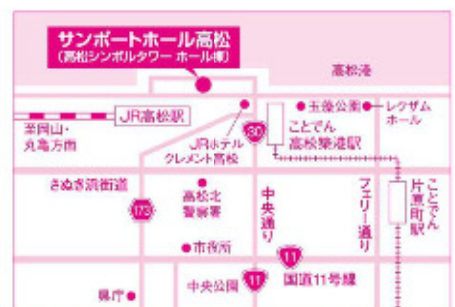 サンポートホール高松
(高松シンボルタワー ホール棟)
高松港
JR高松駅
至岡山・
丸亀方面
JRホテル
クレメント高松
30
玉藻公園
レクザム
ホール
ことでん
高松築港駅
さぬき浜街道
173
高松北
警察署
中央通り
フェリー通り
ことでん
片原町駅
市役所
11
国道11号線
県庁
中央公園
11